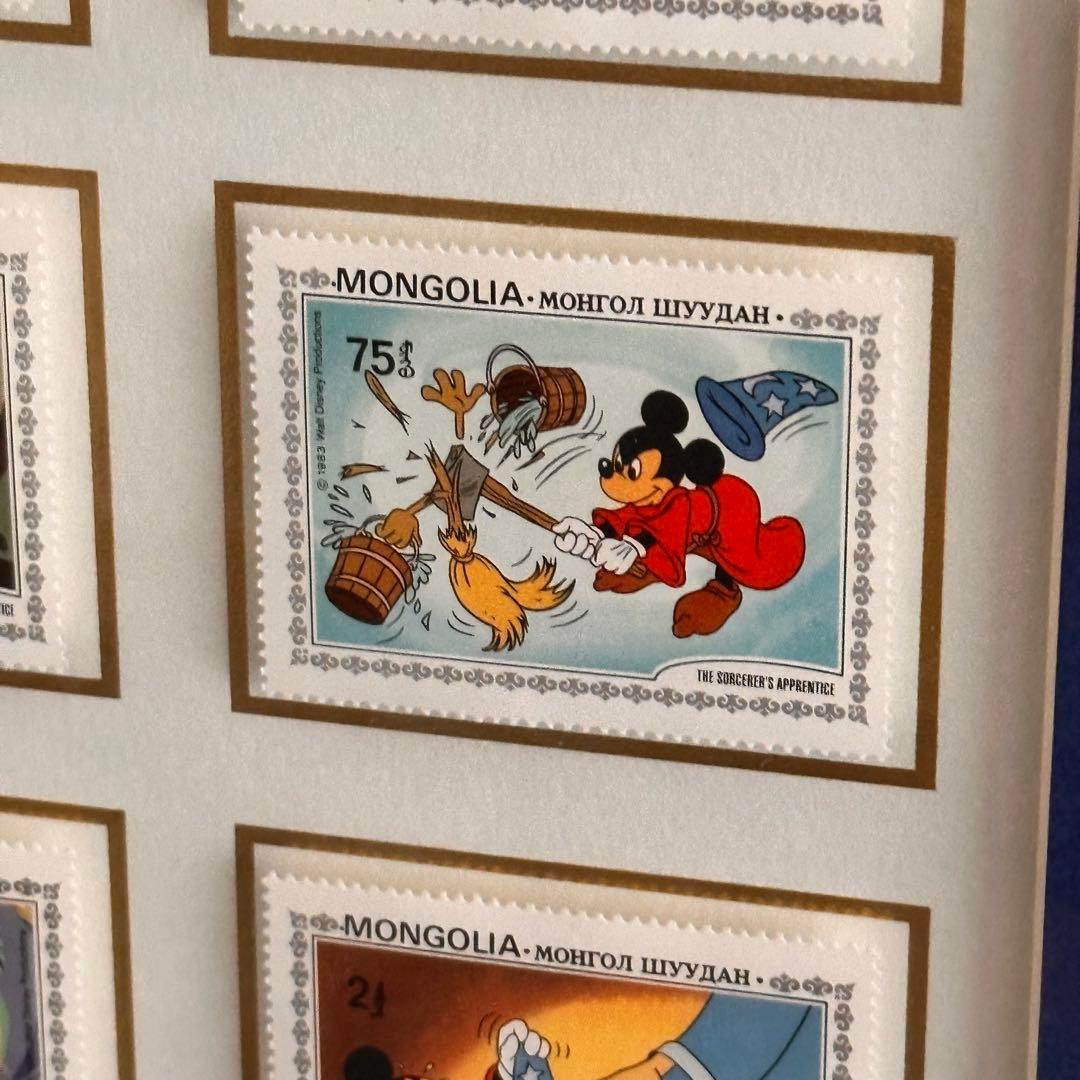 MONGOLIA · МОНГОЛ ШУУДАН ·
75
© 1983 Walt Disney Productions
THE SORCERER'S APPRENTICE
MONGOLIA · МОНГОЛ ШУУДАН ·
2